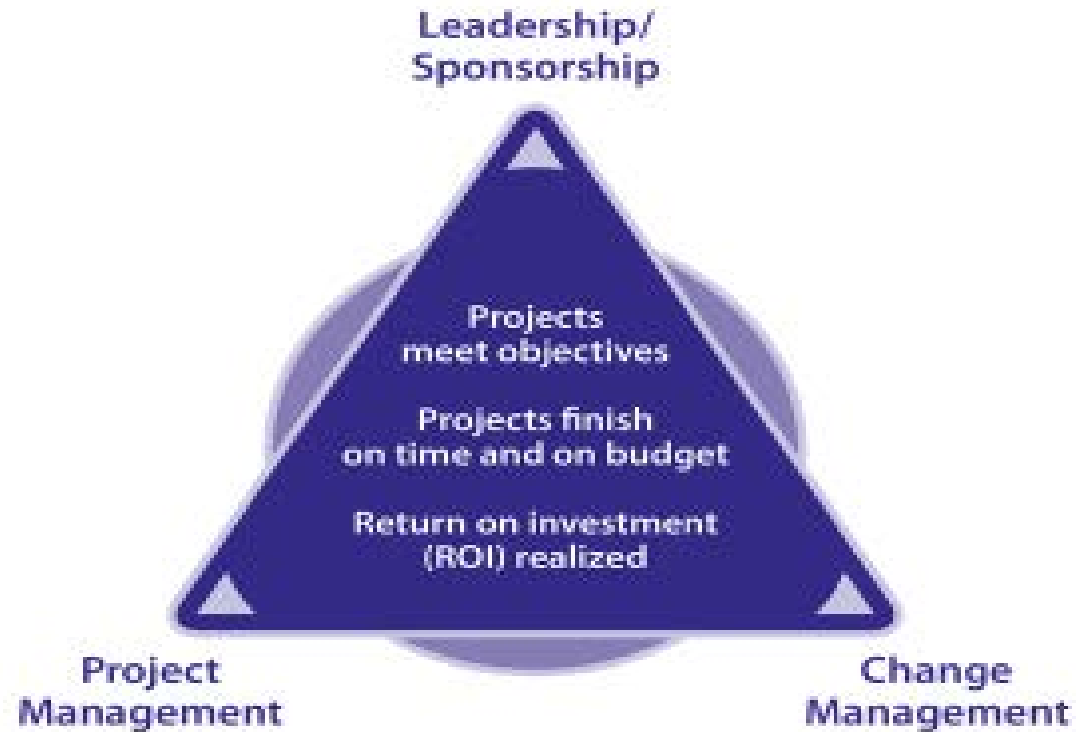 Leadership/
Sponsorship
Projects
meet objectives
Projects finish
on time and on budget
Return on investment
(ROI) realized
Project
Management
Change
Management